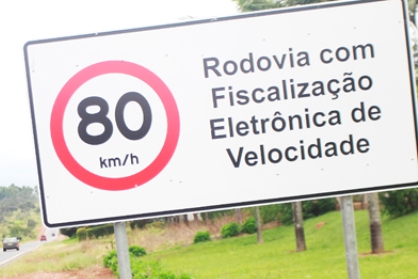 80
km/h
Rodovia com
Fiscalização
Eletrônica de
Velocidade